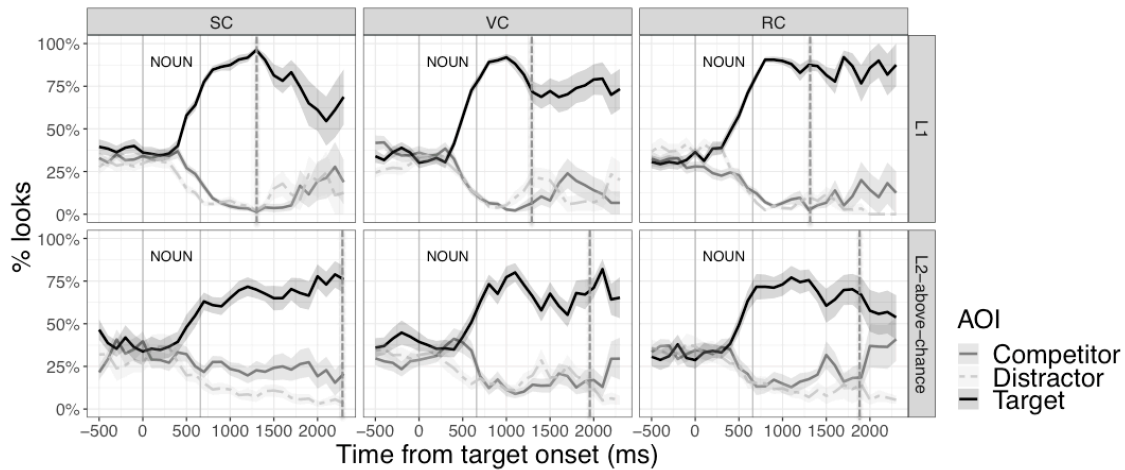 SC
VC
RC
100%
75%
50%
25%
0%
NOUN
NOUN
NOUN
L1
100%
75%
50%
25%
0%
NOUN
NOUN
NOUN
L2−above−chance
% looks
−500 0 500 1000 1500 2000
−500 0 500 1000 1500 2000
−500 0 500 1000 1500 2000
Time from target onset (ms)
AOI
Competitor
Distractor
Target